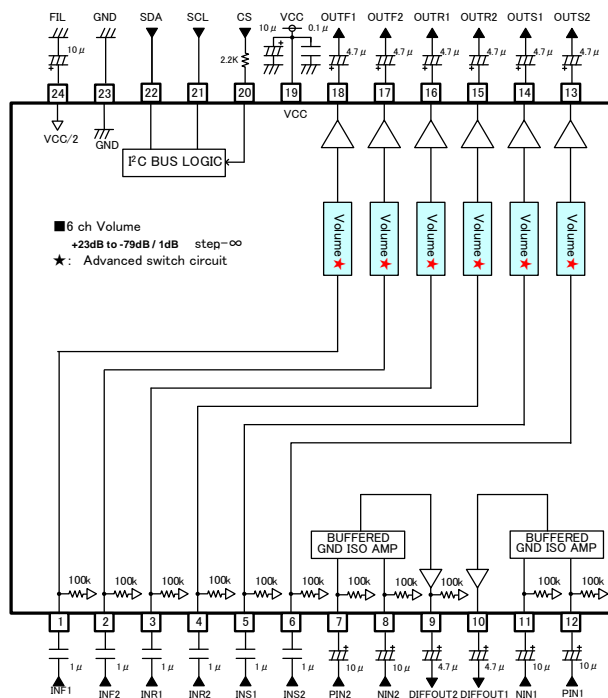 FIL GND SDA SCL CS VCC OUTF1 OUTF2 OUTR1 OUTR2 OUTS1 OUTS2
10μ 2.2K 10μ 0.1μ 4.7μ 4.7μ 4.7μ 4.7μ 4.7μ 4.7μ
+ + + + + + + +
24 23 22 21 20 19 18 17 16 15 14 13
VCC/2 GND VCC
I²C BUS LOGIC
■6 ch Volume
+23dB to -79dB / 1dB step-∞
★: Advanced switch circuit
Volume★ Volume★ Volume★ Volume★ Volume★ Volume★
BUFFERED
GND ISO AMP
BUFFERED
GND ISO AMP
100k 100k 100k 100k 100k 100k 100k 100k 100k 100k 100k
1 2 3 4 5 6 7 8 9 10 11 12
1μ 1μ 1μ 1μ 1μ 1μ 10μ 10μ 4.7μ 4.7μ 10μ 10μ
+ + + + + +
INF1 INF2 INR1 INR2 INS1 INS2 PIN2 NIN2 DIFFOUT2 DIFFOUT1 NIN1 PIN1